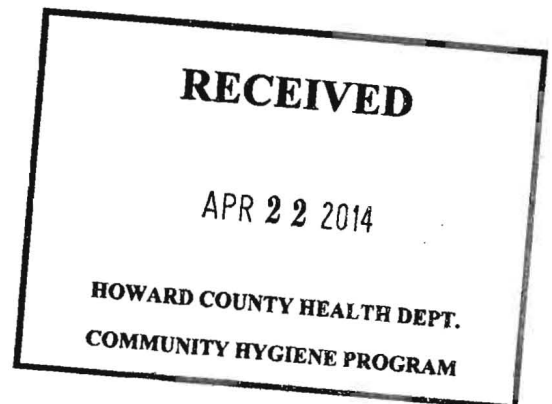 RECEIVED
APR 22 2014
HOWARD COUNTY HEALTH DEPT.
COMMUNITY HYGIENE PROGRAM